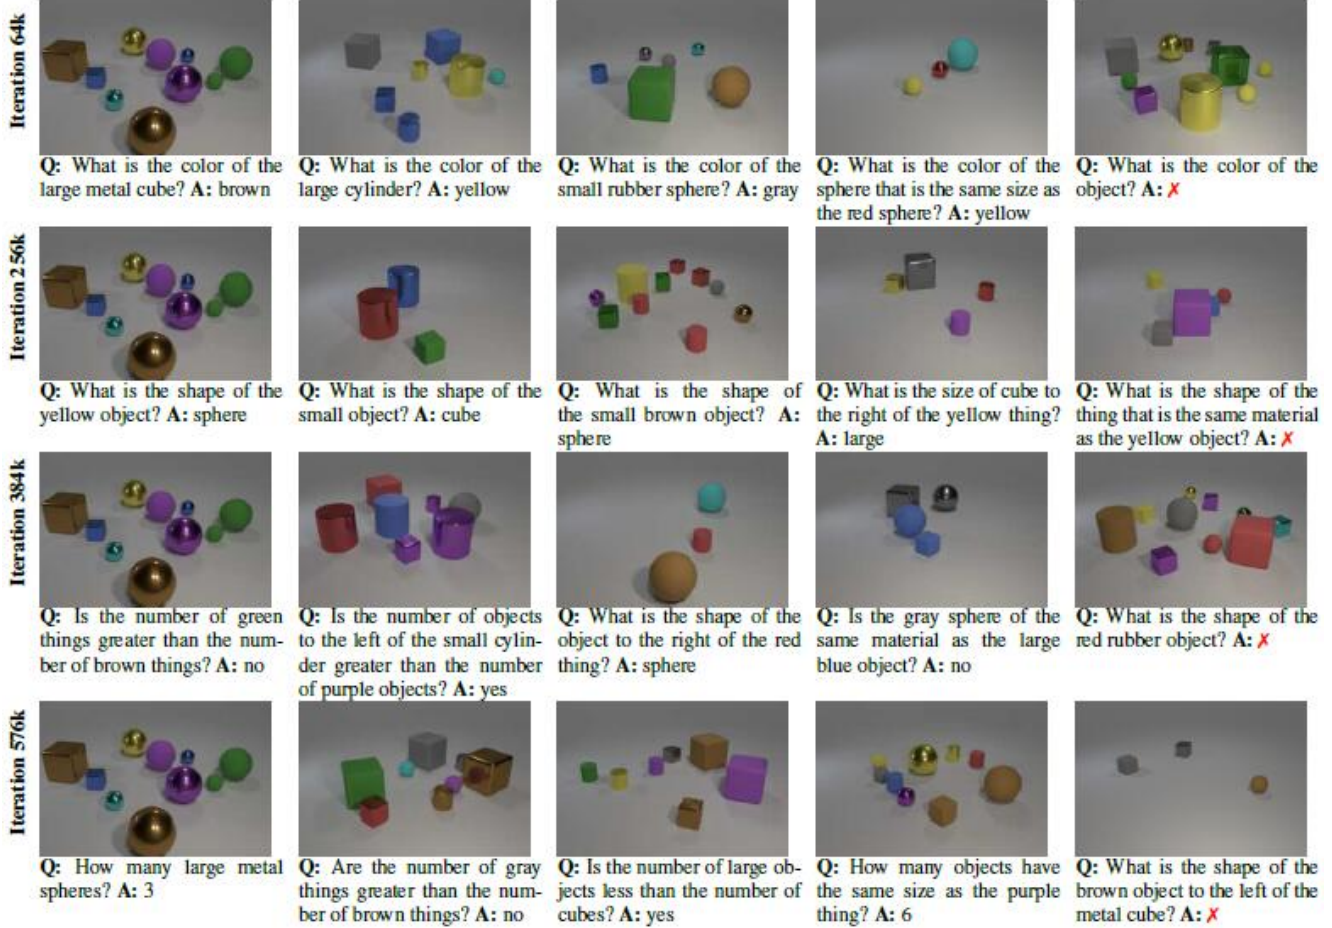 Iteration 64k
Q: What is the color of the
large metal cube? A: brown
Q: What is the color of the
large cylinder? A: yellow
Q: What is the color of the
small rubber sphere? A: gray
Q: What is the color of the
sphere that is the same size as
the red sphere? A: yellow
Q: What is the color of the
object? A: ✗
Iteration 256k
Q: What is the shape of the
yellow object? A: sphere
Q: What is the shape of the
small object? A: cube
Q: What is the shape of
the small brown object? A:
sphere
Q: What is the size of cube to
the right of the yellow thing?
A: large
Q: What is the shape of the
thing that is the same material
as the yellow object? A: ✗
Iteration 384k
Q: Is the number of green
things greater than the num-
ber of brown things? A: no
Q: Is the number of objects
to the left of the small cylin-
der greater than the number
of purple objects? A: yes
Q: What is the shape of the
object to the right of the red
thing? A: sphere
Q: Is the gray sphere of the
same material as the large
blue object? A: no
Q: What is the shape of the
red rubber object? A: ✗
Iteration 576k
Q: How many large metal
spheres? A: 3
Q: Are the number of gray
things greater than the num-
ber of brown things? A: no
Q: Is the number of large ob-
jects less than the number of
cubes? A: yes
Q: How many objects have
the same size as the purple
thing? A: 6
Q: What is the shape of the
brown object to the left of the
metal cube? A: ✗